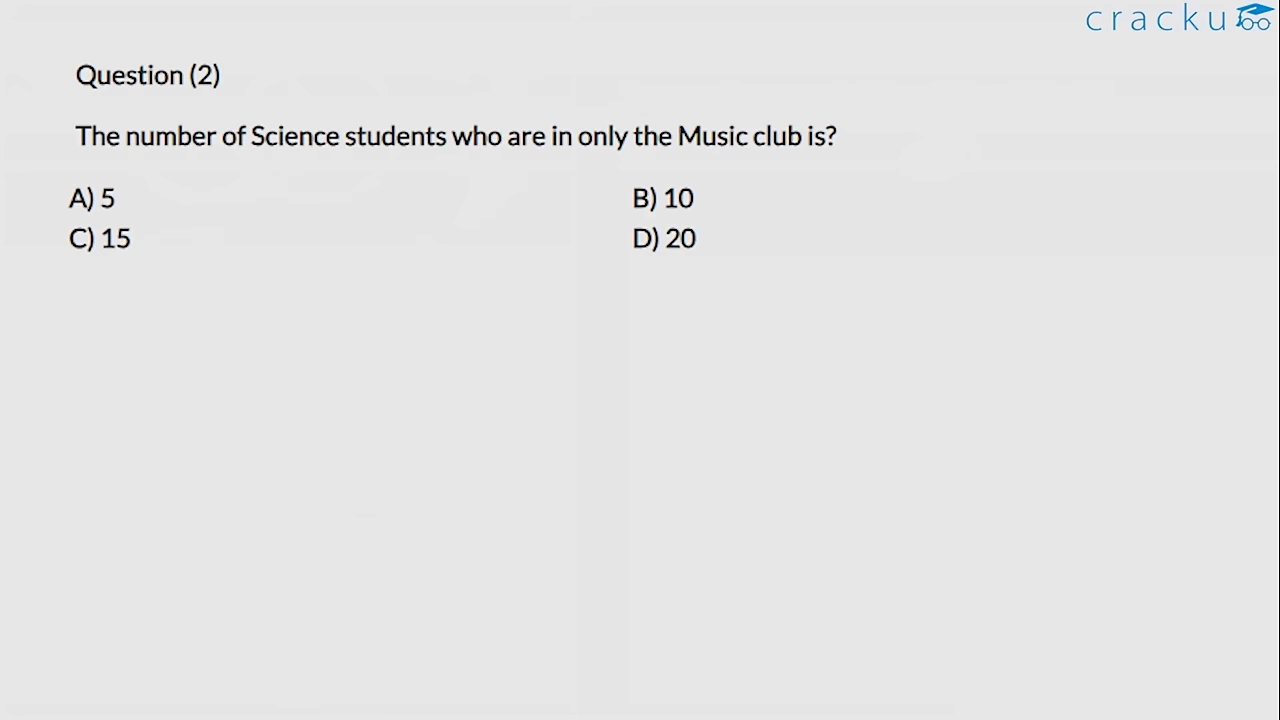 cracku
Question (2)
The number of Science students who are in only the Music club is?
A) 5
B) 10
C) 15
D) 20